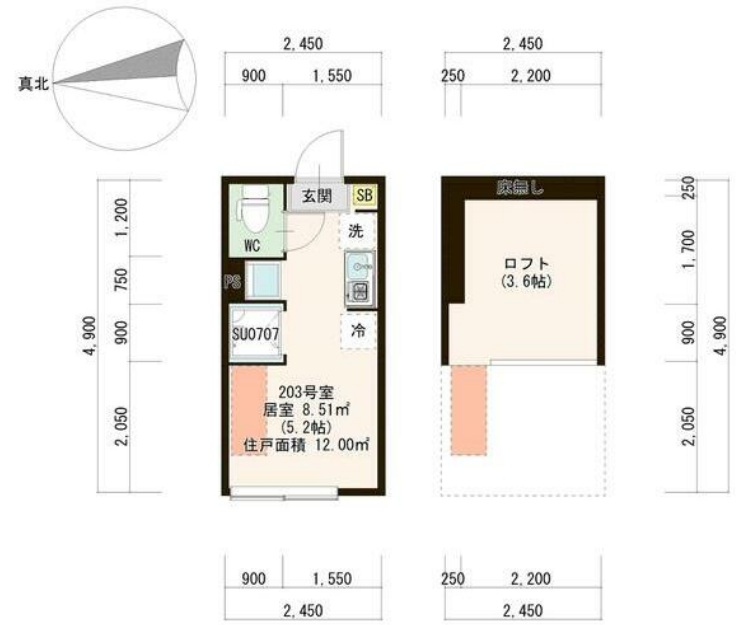 真北
2,450
900 1,550
2,450
250 2,200
4,900
1,200
750
900
2,050
玄関
SB
WC
洗
PS
SU0707
冷
203号室
居室 8.51㎡
(5.2帖)
住戸面積 12.00㎡
床無し
ロフト
(3.6帖)
250
1,700
900
2,050
4,900
900 1,550
2,450
250 2,200
2,450